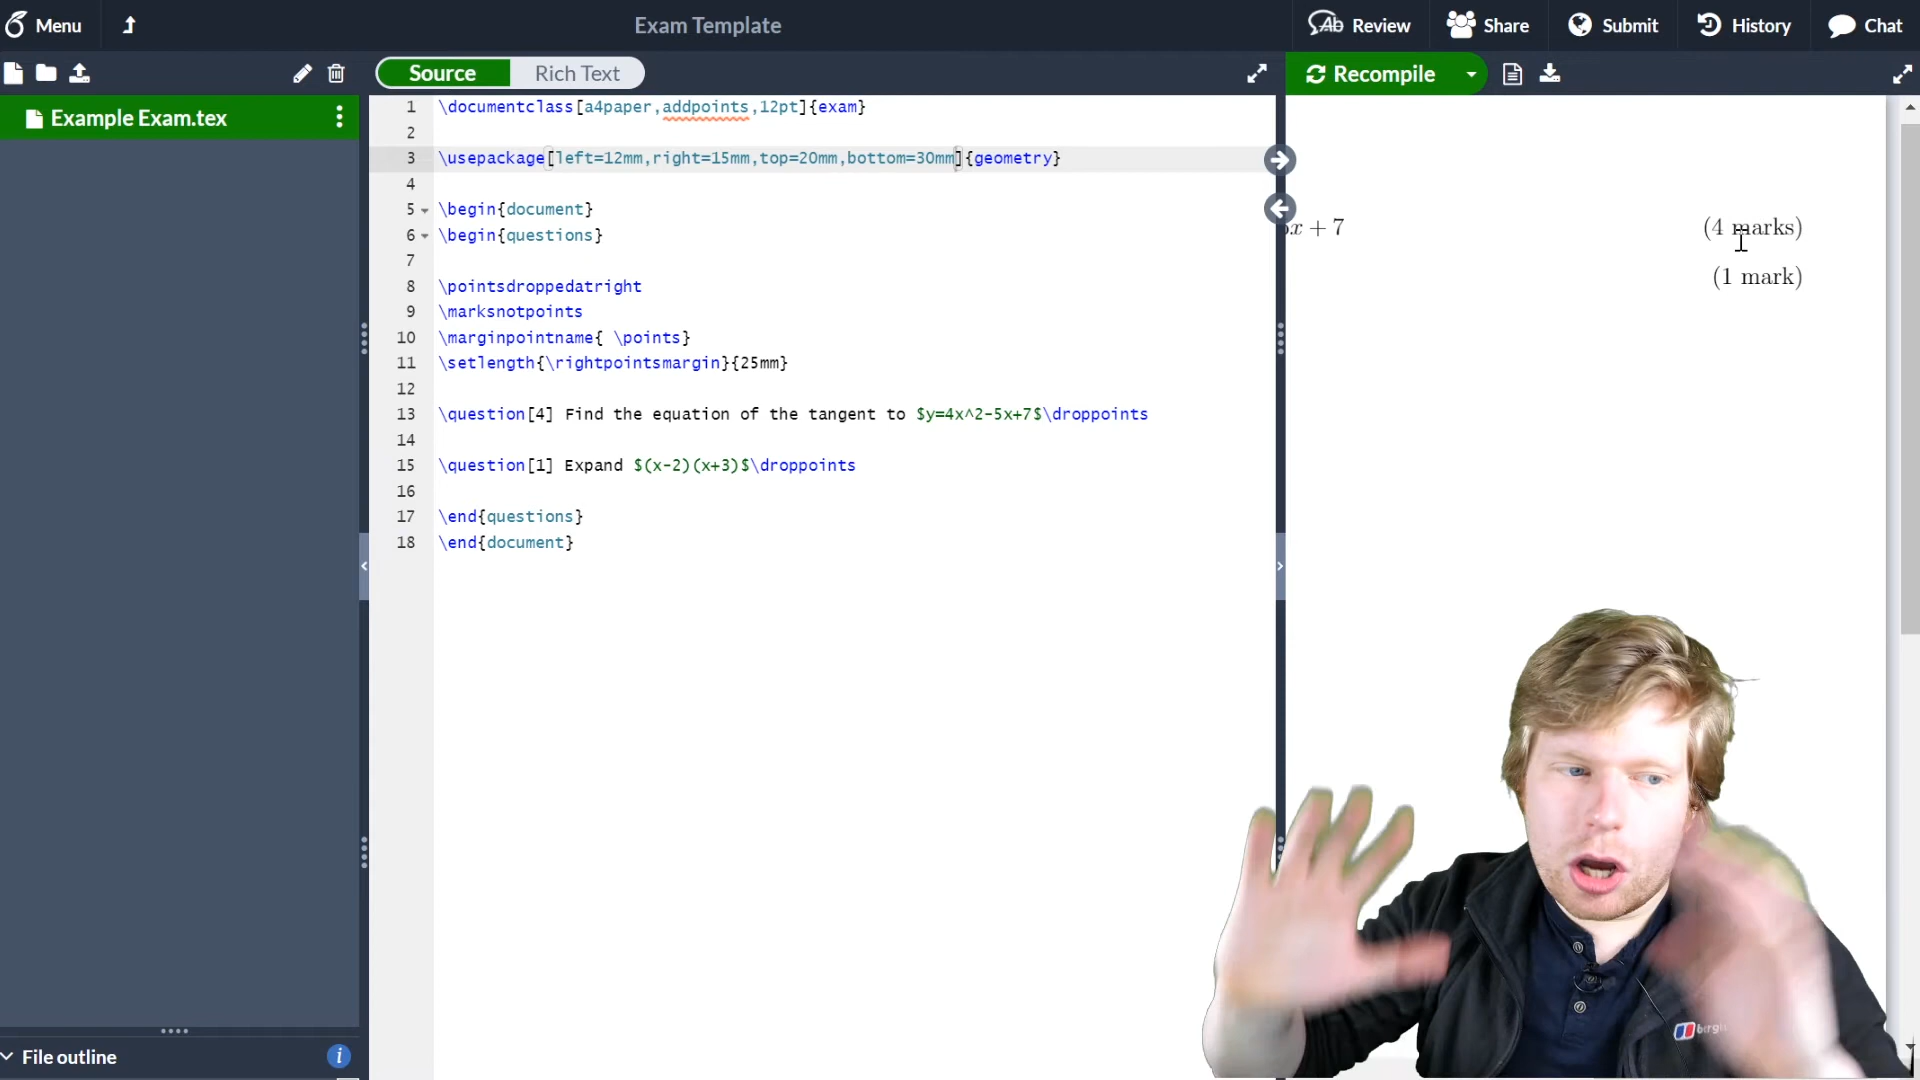 Menu
Exam Template
Review
Share
Submit
History
Chat
Source
Rich Text
Recompile
Example Exam.tex
1 \documentclass[a4paper,addpoints,12pt]{exam}
2
3 \usepackage[left=12mm,right=15mm,top=20mm,bottom=30mm]{geometry}
4
5 \begin{document}
6 \begin{questions}
7
8 \pointsdroppedatright
9 \marksnotpoints
10 \marginpointname{ \points}
11 \setlength{\rightpointsmargin}{25mm}
12
13 \question[4] Find the equation of the tangent to $y=4x^2-5x+7$\droppoints
14
15 \question[1] Expand $(x-2)(x+3)$\droppoints
16
17 \end{questions}
18 \end{document}
x + 7
(4 marks)
(1 mark)
File outline